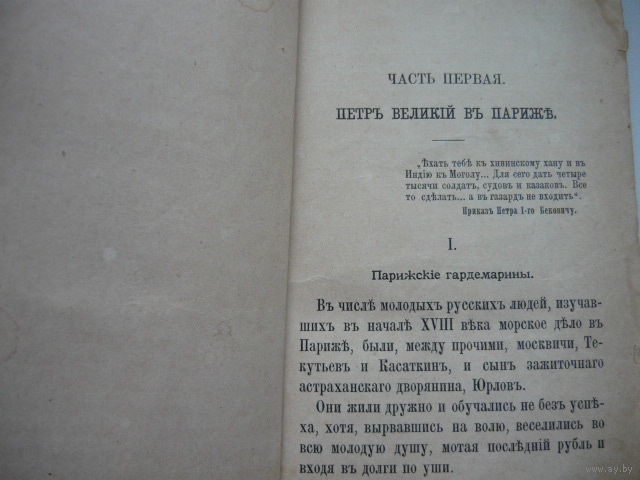 ЧАСТЬ ПЕРВАЯ.
ПЕТРЪ ВЕЛИКІЙ ВЪ ПАРИЖѢ.
„Ѣхать тебѣ къ хивинскому хану и въ
Индію къ Моголу... Для сего дать четыре
тысячи солдатъ, судовъ и казаковъ. Все
то сдѣлать... а въ газардъ не входить“.
Приказъ Петра I-го Бековичу.
I.
Парижскіе гардемарины.
Въ числѣ молодыхъ русскихъ людей, изучав-
шихъ въ началѣ XVIII вѣка морское дѣло въ
Парижѣ, были, между прочими, москвичи, Те-
кутьевъ и Касаткинъ, и сынъ зажиточнаго
астраханскаго дворянина, Юрловъ.
Они жили дружно и обучались не безъ успѣ-
ха, хотя, вырвавшись на волю, веселились во
всю молодую душу, мотая послѣдній рубль и
входя въ долги по уши.
www.ay.by